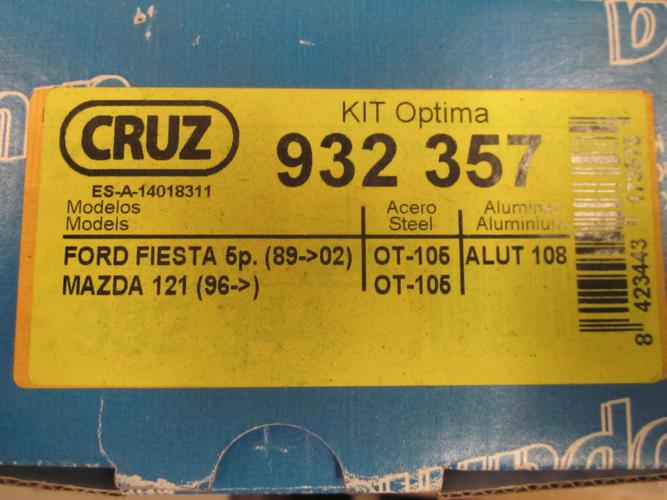 CRUZ
ES-A-14018311
KIT Optima
932 357
Modelos
Models
Acero
Steel
Aluminium
FORD FIESTA 5p. (89->02) OT-105 ALUT 108
MAZDA 121 (96->) OT-105
8 423443